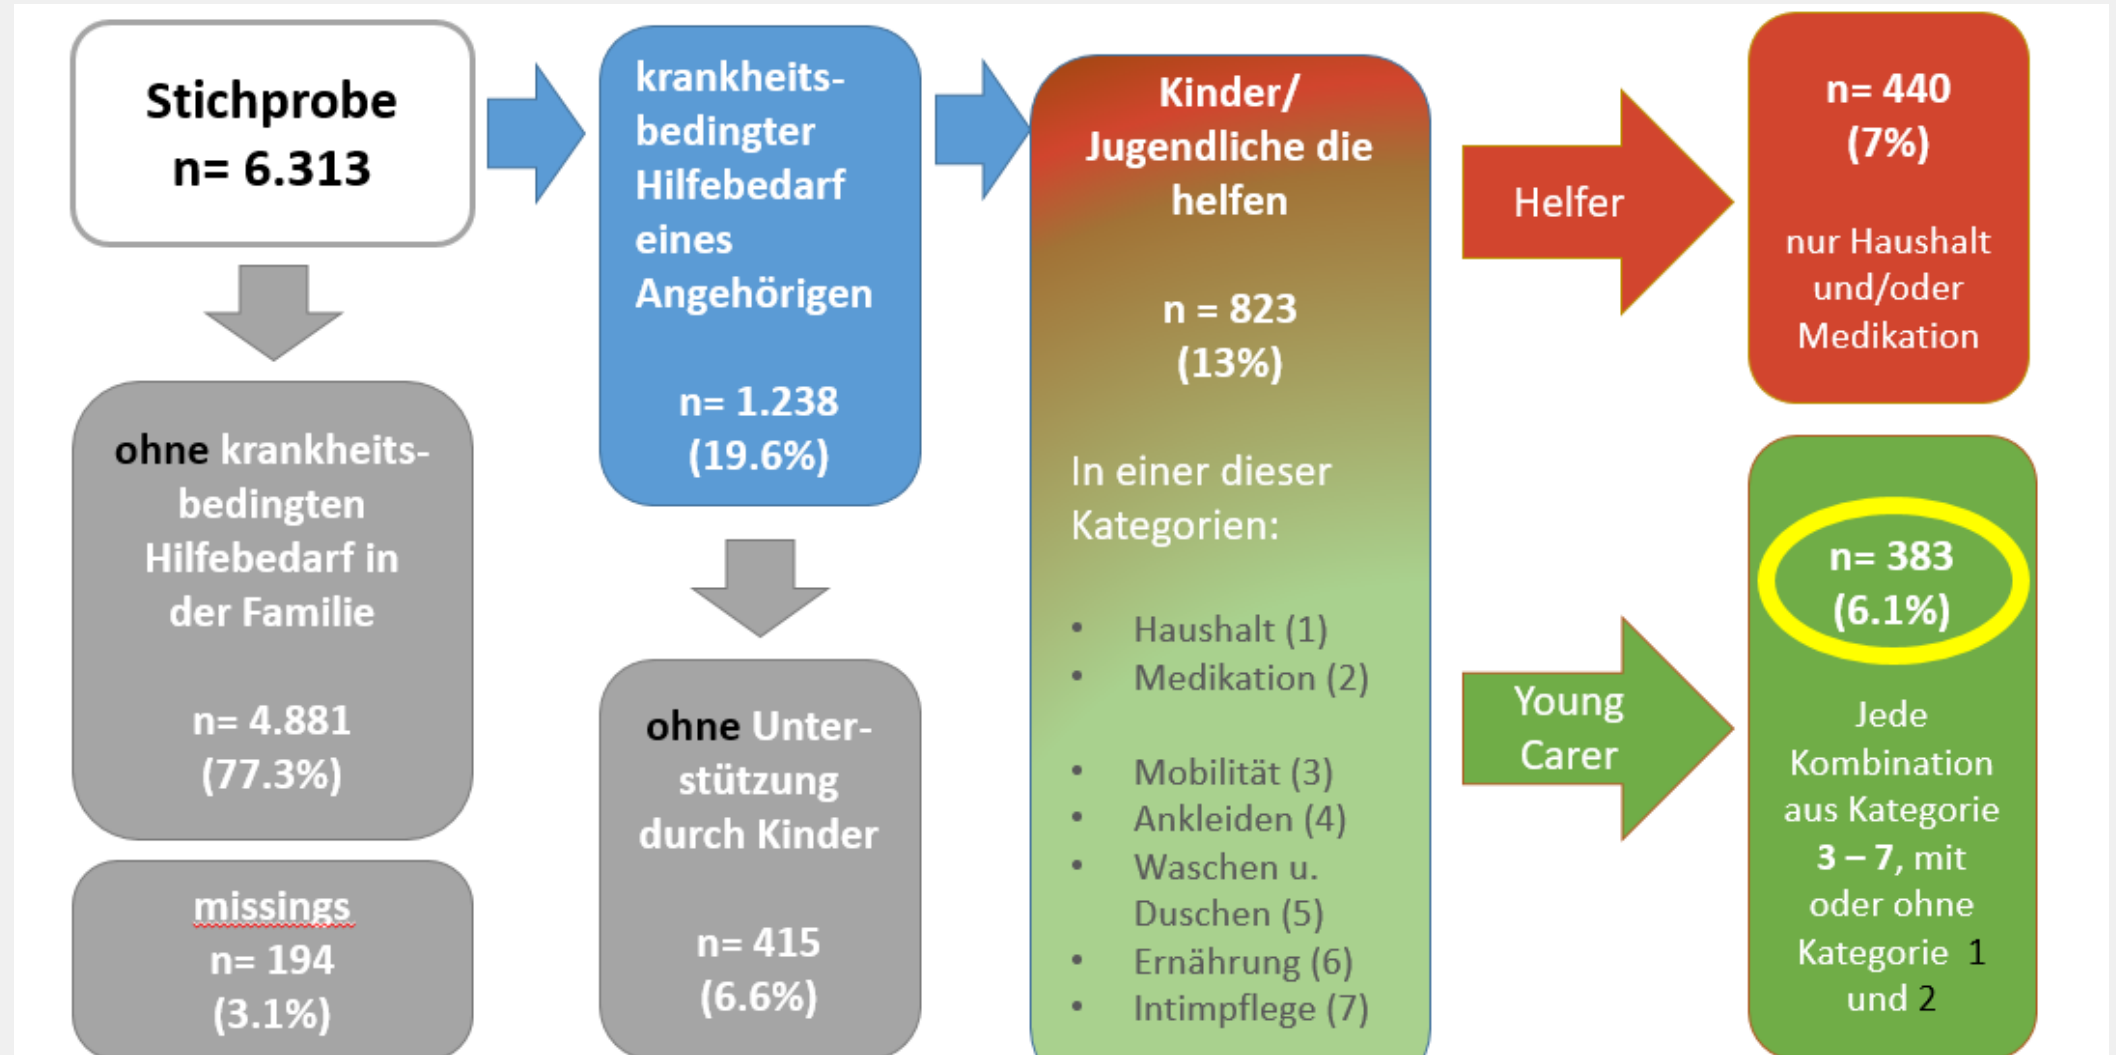 Stichprobe
n= 6.313
ohne krankheits-
bedingten
Hilfebedarf in
der Familie
n= 4.881
(77.3%)
missings
n= 194
(3.1%)
krankheits-
bedingter
Hilfebedarf
eines
Angehörigen
n= 1.238
(19.6%)
ohne Unter-
stützung
durch Kinder
n= 415
(6.6%)
Kinder/
Jugendliche die
helfen
n = 823
(13%)
In einer dieser
Kategorien:
• Haushalt (1)
• Medikation (2)
• Mobilität (3)
• Ankleiden (4)
• Waschen u.
Duschen (5)
• Ernährung (6)
• Intimpflege (7)
Helfer
n= 440
(7%)
nur Haushalt
und/oder
Medikation
Young
Carer
n= 383
(6.1%)
Jede
Kombination
aus Kategorie
3 – 7, mit
oder ohne
Kategorie 1
und 2